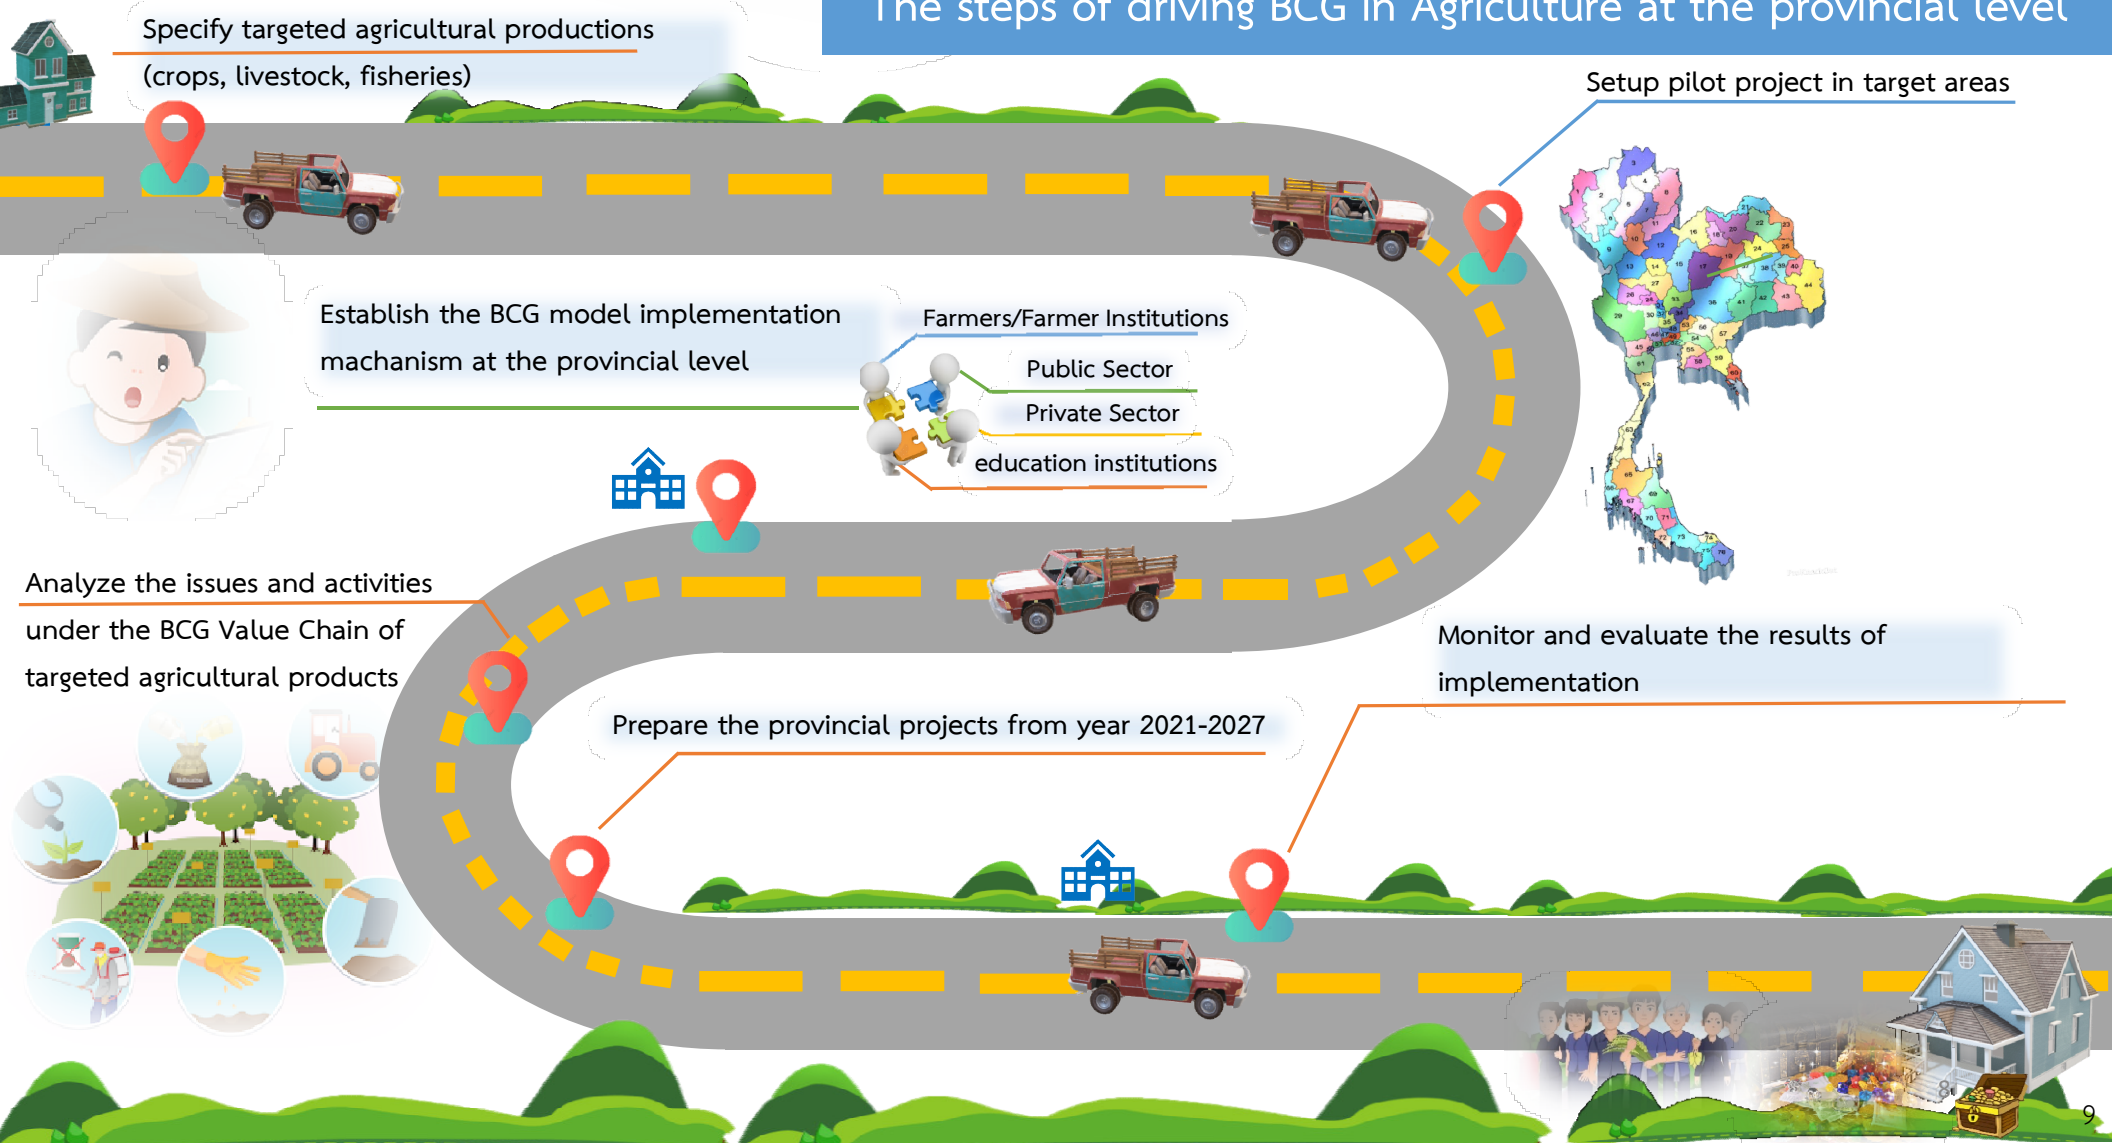 The steps of driving BCG in Agriculture at the provincial level
Specify targeted agricultural productions
(crops, livestock, fisheries)
Setup pilot project in target areas
Establish the BCG model implementation
machanism at the provincial level
Farmers/Farmer Institutions
Public Sector
Private Sector
education institutions
Analyze the issues and activities
under the BCG Value Chain of
targeted agricultural products
Monitor and evaluate the results of
implementation
Prepare the provincial projects from year 2021-2027
8
9